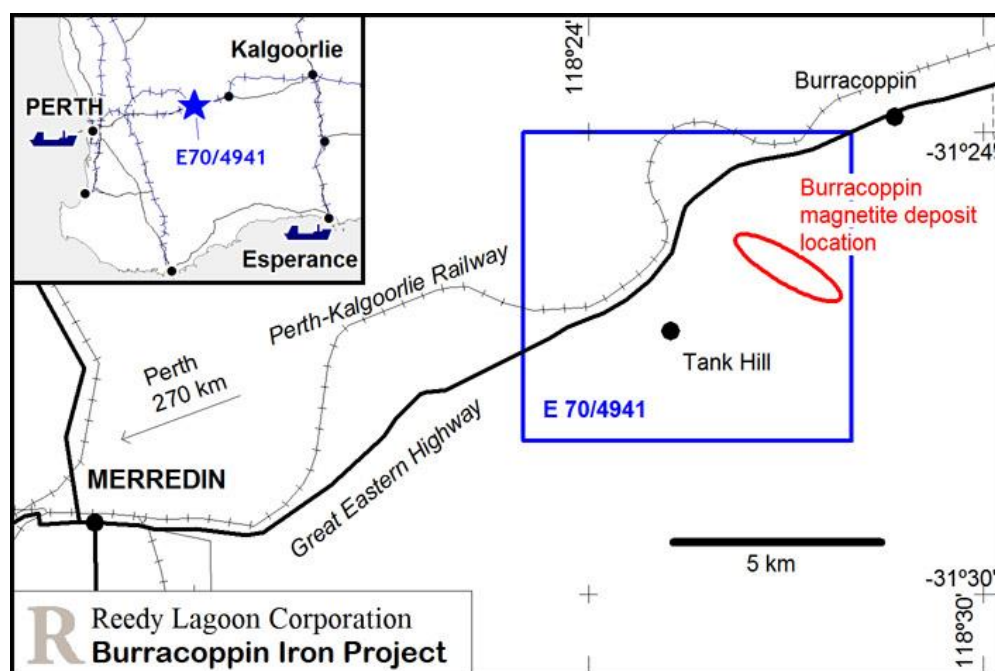 Kalgoorlie
PERTH
E70/4941
Esperance
118º24'
Burracoppin
-31º24'
Burracoppin
magnetite deposit
location
Perth-Kalgoorlie Railway
Tank Hill
Perth
270 km
E 70/4941
MERREDIN
Great Eastern Highway
5 km
-31º30'
118º30'
R Reedy Lagoon Corporation
Burracoppin Iron Project